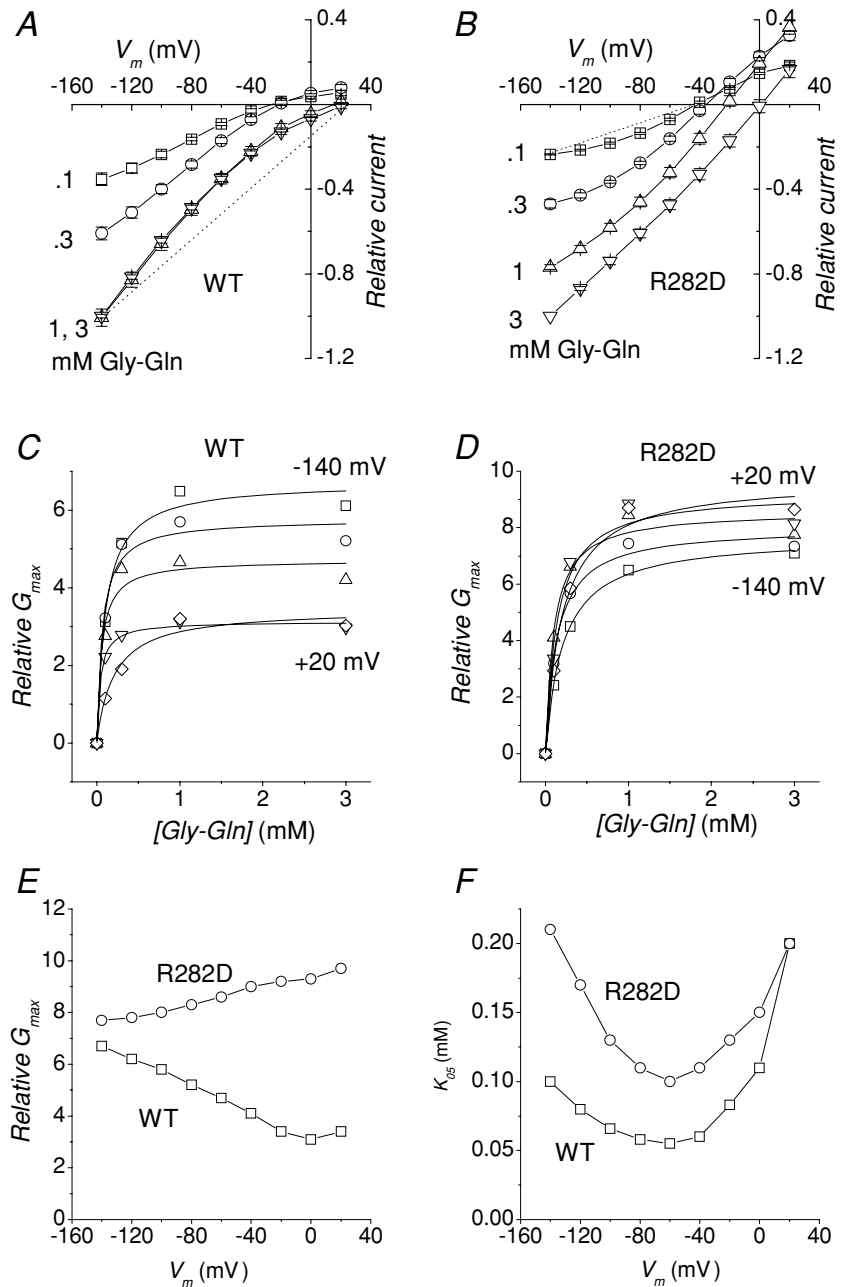 A
V_m (mV)
-160 -120 -80 -40 40
0.4
-0.4
-0.8
-1.2
Relative current
.1
.3
1, 3
mM Gly-Gln
WT
B
V_m (mV)
-160 -120 -80 -40 40
0.4
-0.4
-0.8
-1.2
Relative current
.1
.3
1
3
mM Gly-Gln
R282D
C
WT
-140 mV
+20 mV
Relative G_max
6
4
2
0
0 1 2 3
[Gly-Gln] (mM)
D
R282D
+20 mV
-140 mV
Relative G_max
10
8
6
4
2
0
0 1 2 3
[Gly-Gln] (mM)
E
R282D
WT
Relative G_max
12
10
8
6
4
2
0
-160 -120 -80 -40 0 40
V_m (mV)
F
R282D
WT
K_05 (mM)
0.20
0.15
0.10
0.05
0.00
-160 -120 -80 -40 0 40
V_m (mV)